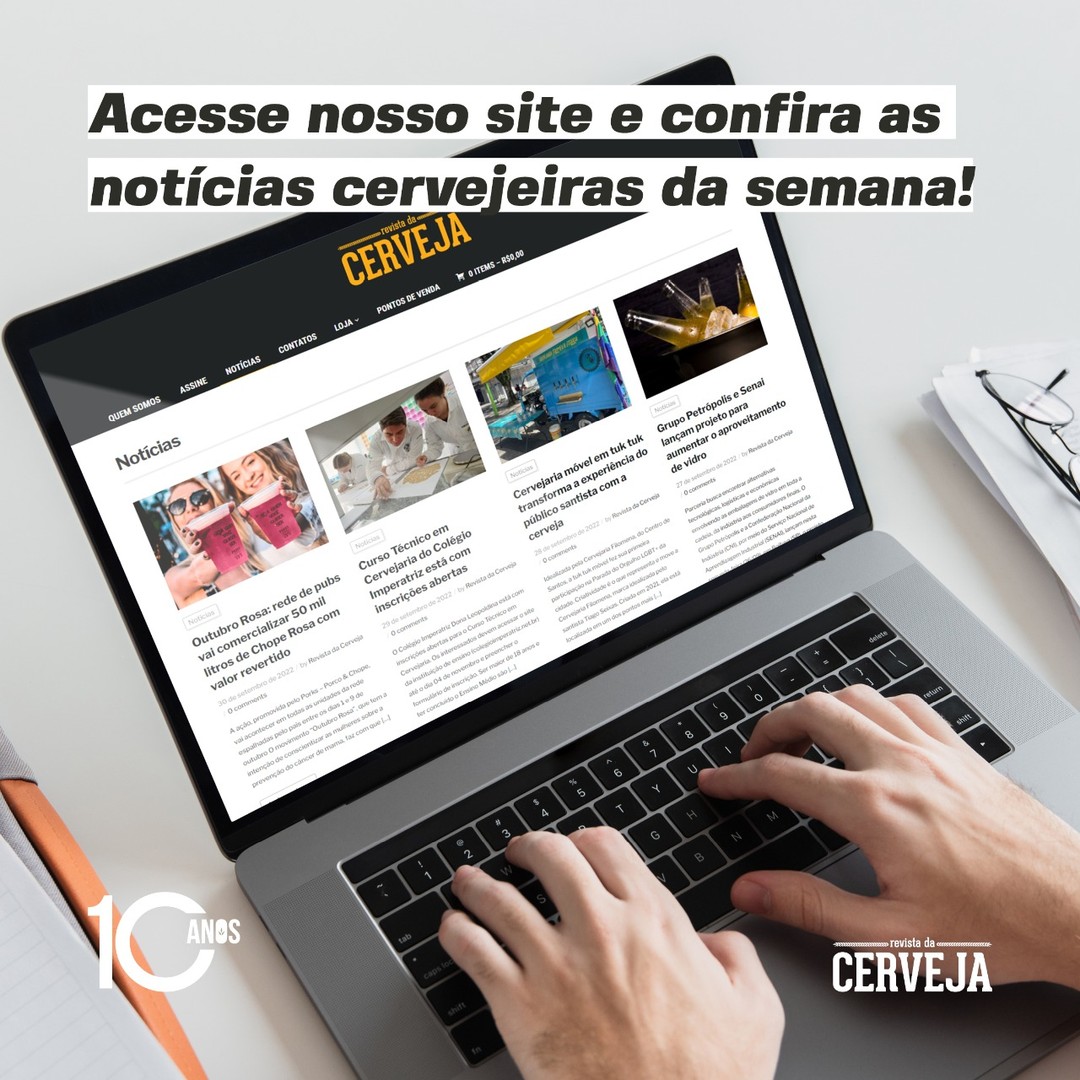 Acesse nosso site e confira as
notícias cervejeiras da semana!
revista da
CERVEJA
QUEM SOMOS ASSINE NOTÍCIAS CONTATOS LOJA PONTOS DE VENDA 0 ITEMS – R$0,00
Notícias
Notícias
Outubro Rosa: rede de pubs
vai comercializar 50 mil
litros de Chope Rosa com
valor revertido
30 de setembro de 2022 / by Revista da Cerveja
/ 0 comments
A ação, promovida pelo Porks – Porco & Chope,
vai acontecer em todas as unidades da rede
espalhadas pelo país entre os dias 1 e 9 de
outubro O movimento “Outubro Rosa”, que tem a
intenção de conscientizar as mulheres sobre a
prevenção do câncer de mama, faz com que [...]
Notícias
Curso Técnico em
Cervejaria do Colégio
Imperatriz está com
inscrições abertas
29 de setembro de 2022 / by Revista da Cerveja
/ 0 comments
O Colégio Imperatriz Dona Leopoldina está com
inscrições abertas para o Curso Técnico em
Cervejaria. Os interessados devem acessar o site
da instituição de ensino (colegioimperatriz.net.br)
até o dia 04 de novembro e preencher o
formulário de inscrição. Ser maior de 18 anos e
ter concluído o Ensino Médio são [...]
Notícias
Cervejaria móvel em tuk tuk
transforma a experiência do
público santista com a
cerveja
28 de setembro de 2022 / by Revista da Cerveja
/ 0 comments
Idealizada pela Cervejaria Filomena, do Centro de
Santos, a tuk tuk móvel fez sua primeira
participação na Parada do Orgulho LGBT+ da
cidade. Criatividade é o que representa e move a
Cervejaria Filomena, marca idealizada pelo
santista Tiago Seixas. Criada em 2021, ela está
localizada em um dos pontos mais [...]
Notícias
Grupo Petrópolis e Senai
lançam projeto para
aumentar o aproveitamento
de vidro
27 de setembro de 2022 / by Revista da Cerveja
/ 0 comments
Parceria busca encontrar alternativas
tecnológicas, logísticas e econômicas
envolvendo as embalagens de vidro em toda a
cadeia, da indústria aos consumidores finais. O
Grupo Petrópolis e a Confederação Nacional da
Indústria (CNI), por meio do Serviço Nacional de
Aprendizagem Industrial (SENAI), lançam nesta
delete
return
shift
tab
caps lock
shift
fn
10 ANOS
revista da
CERVEJA